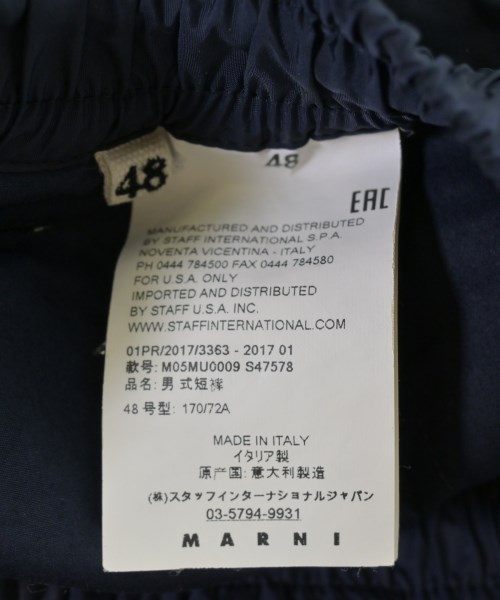 48
48
EAC
MANUFACTURED AND DISTRIBUTED
BY STAFF INTERNATIONAL S.P.A.
NOVENTA VICENTINA - ITALY
PH 0444 784500 FAX 0444 784580
FOR U.S.A. ONLY
IMPORTED AND DISTRIBUTED
BY STAFF U.S.A. INC.
WWW.STAFFINTERNATIONAL.COM
01PR/2017/3363 - 2017 01
款号: M05MU0009 S47578
品名: 男式短裤
48 号型: 170/72A
MADE IN ITALY
イタリア製
原产国: 意大利製造
(株)スタッフインターナショナルジャパン
03-5794-9931
MARNI